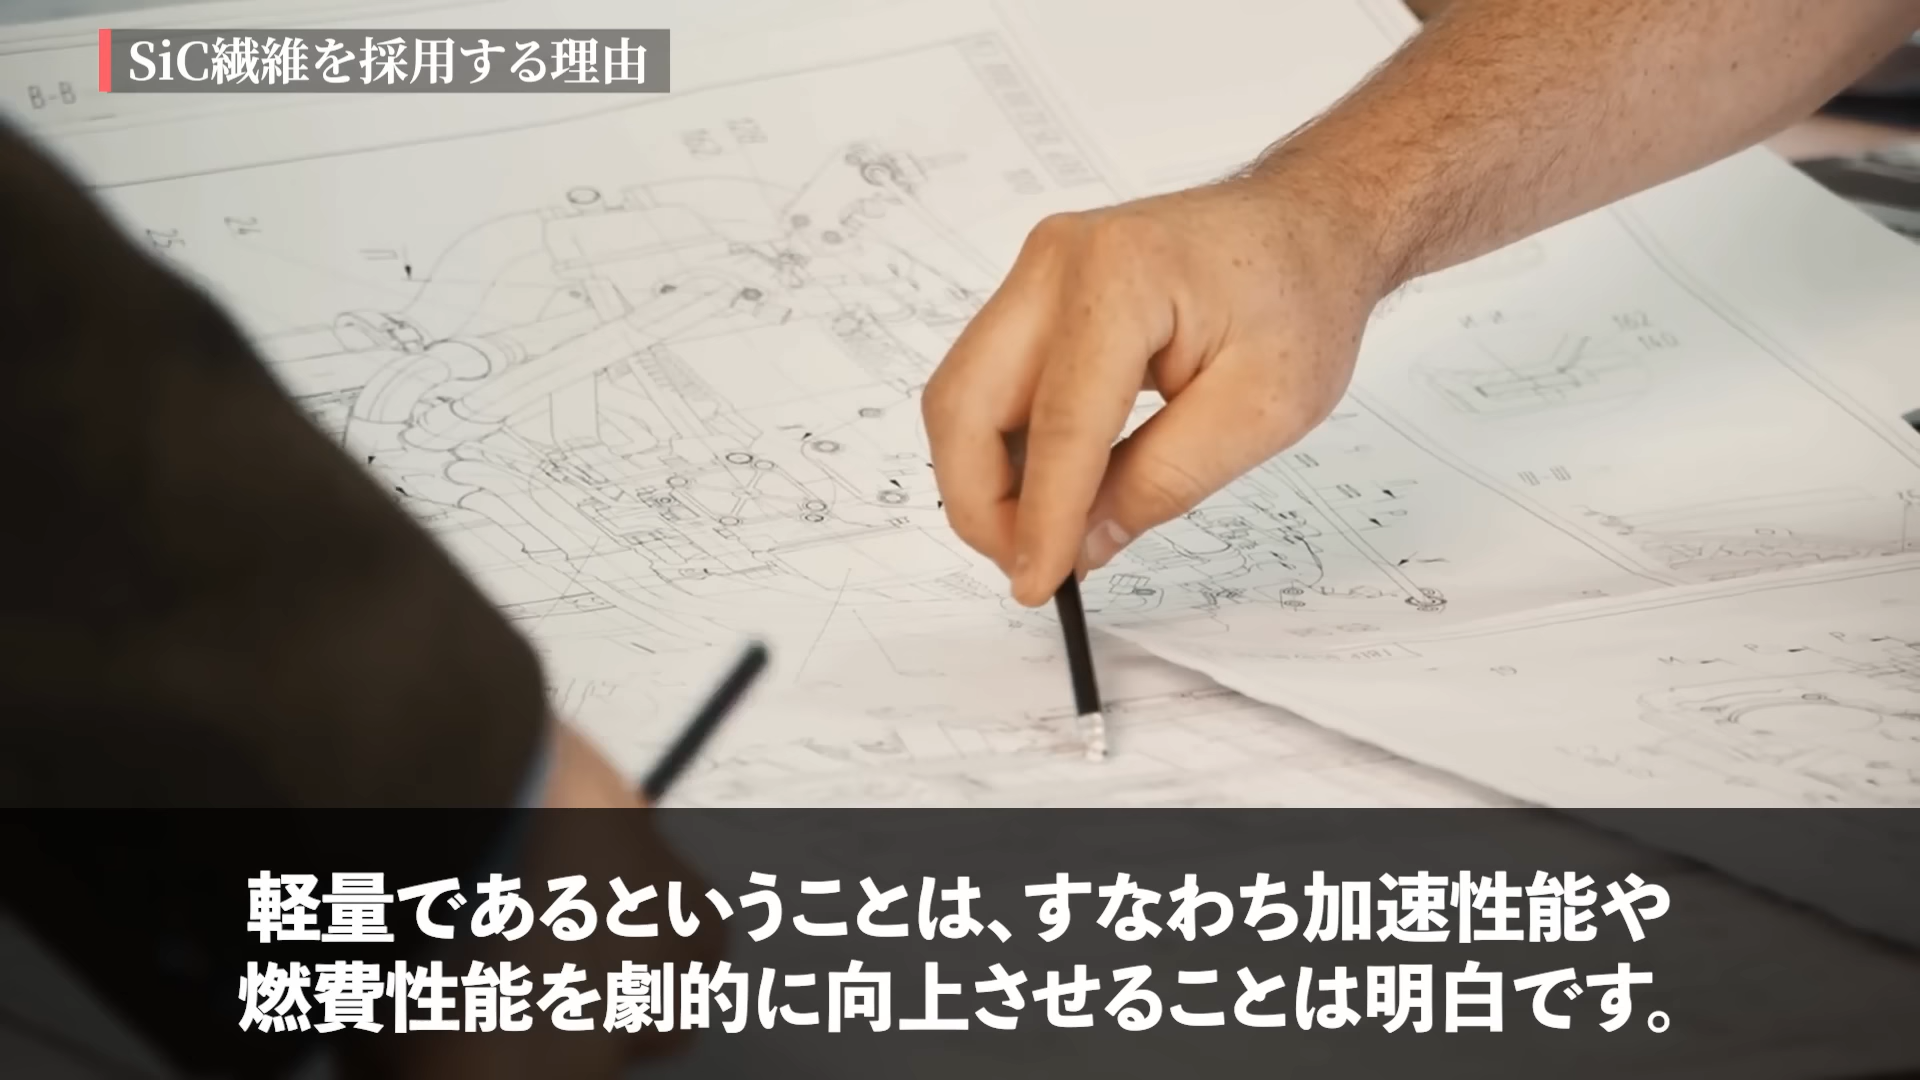 SiC繊維を採用する理由
B-B
軽量であるということは、すなわち加速性能や
燃費性能を劇的に向上させることは明白です。